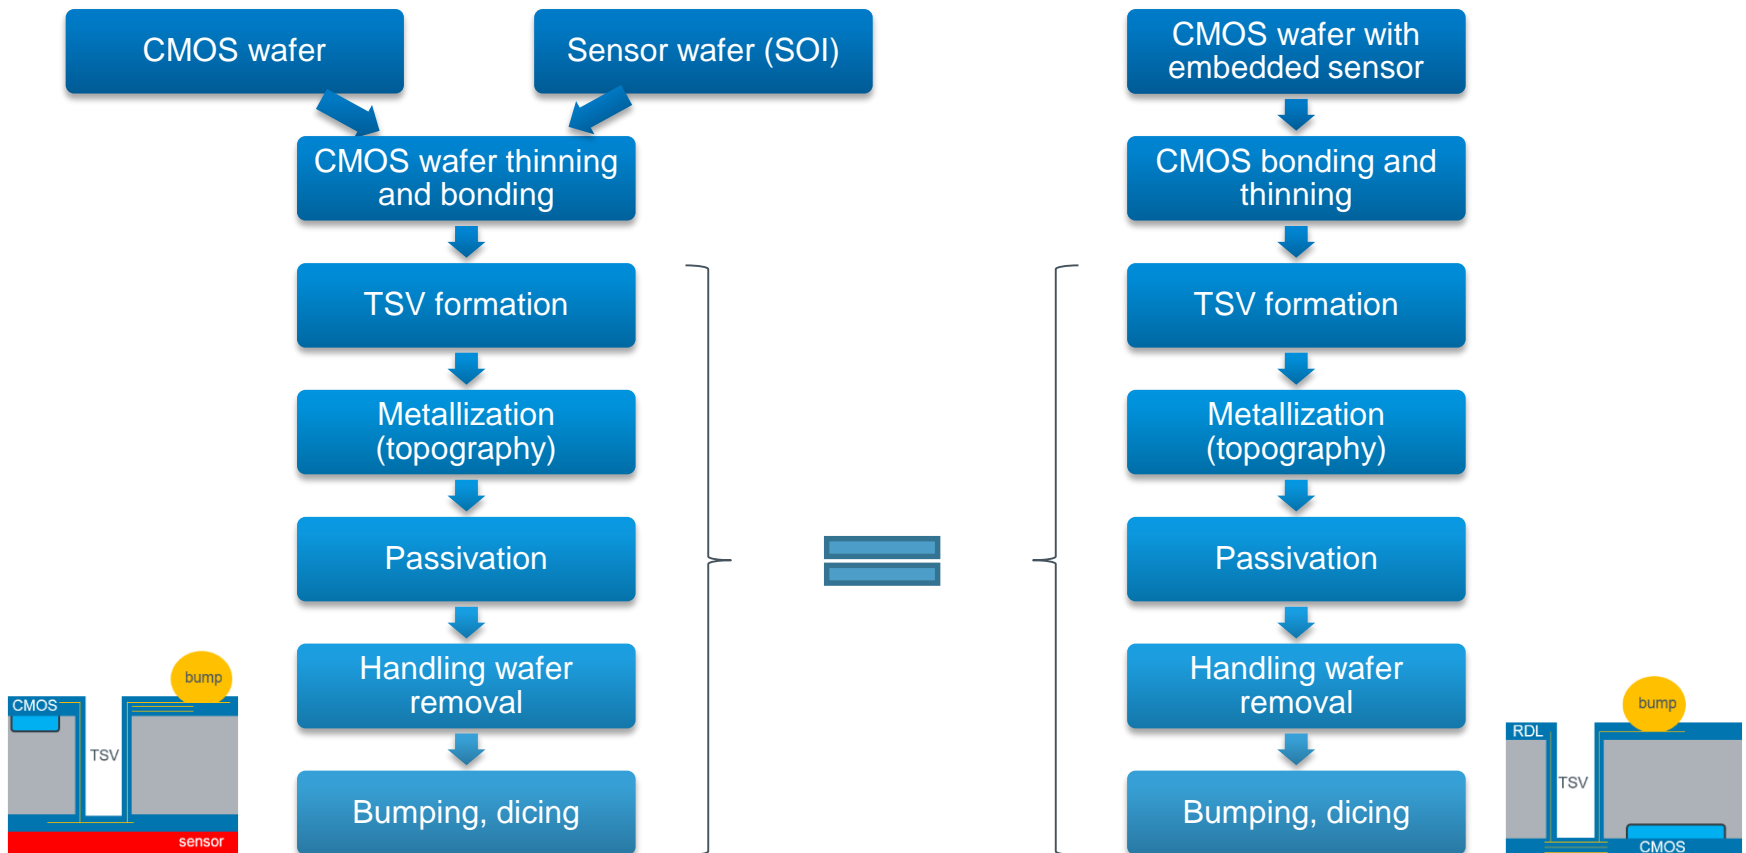 CMOS wafer
Sensor wafer (SOI)
CMOS wafer thinning
and bonding
TSV formation
Metallization
(topography)
Passivation
Handling wafer
removal
Bumping, dicing
bump
CMOS
TSV
sensor
CMOS wafer with
embedded sensor
CMOS bonding and
thinning
TSV formation
Metallization
(topography)
Passivation
Handling wafer
removal
Bumping, dicing
bump
RDL
TSV
CMOS